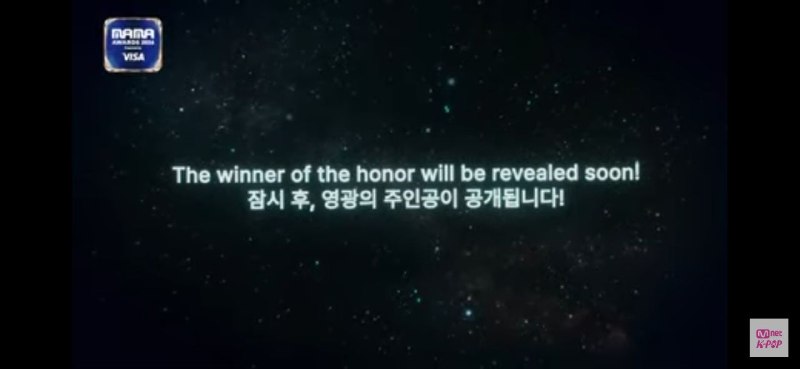 MAMA
AWARDS 2024
VISA
The winner of the honor will be revealed soon!
잠시 후, 영광의 주인공이 공개됩니다!
Mnet
K-POP